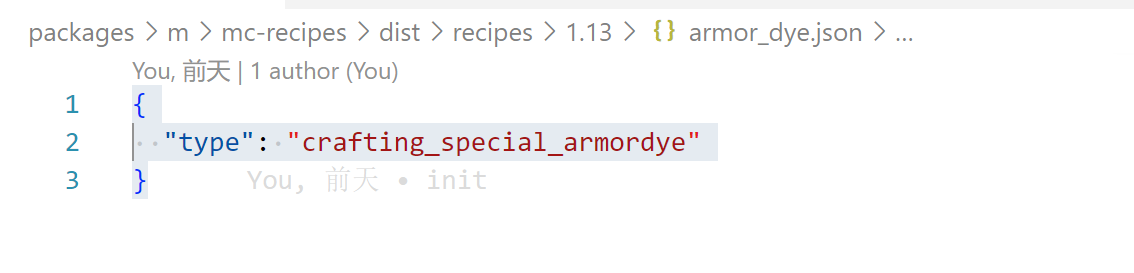 packages > m > mc-recipes > dist > recipes > 1.13 > {} armor_dye.json > ...
You, 前天 | 1 author (You)
1 {
2 "type": "crafting_special_armordye"
3 } You, 前天 • init